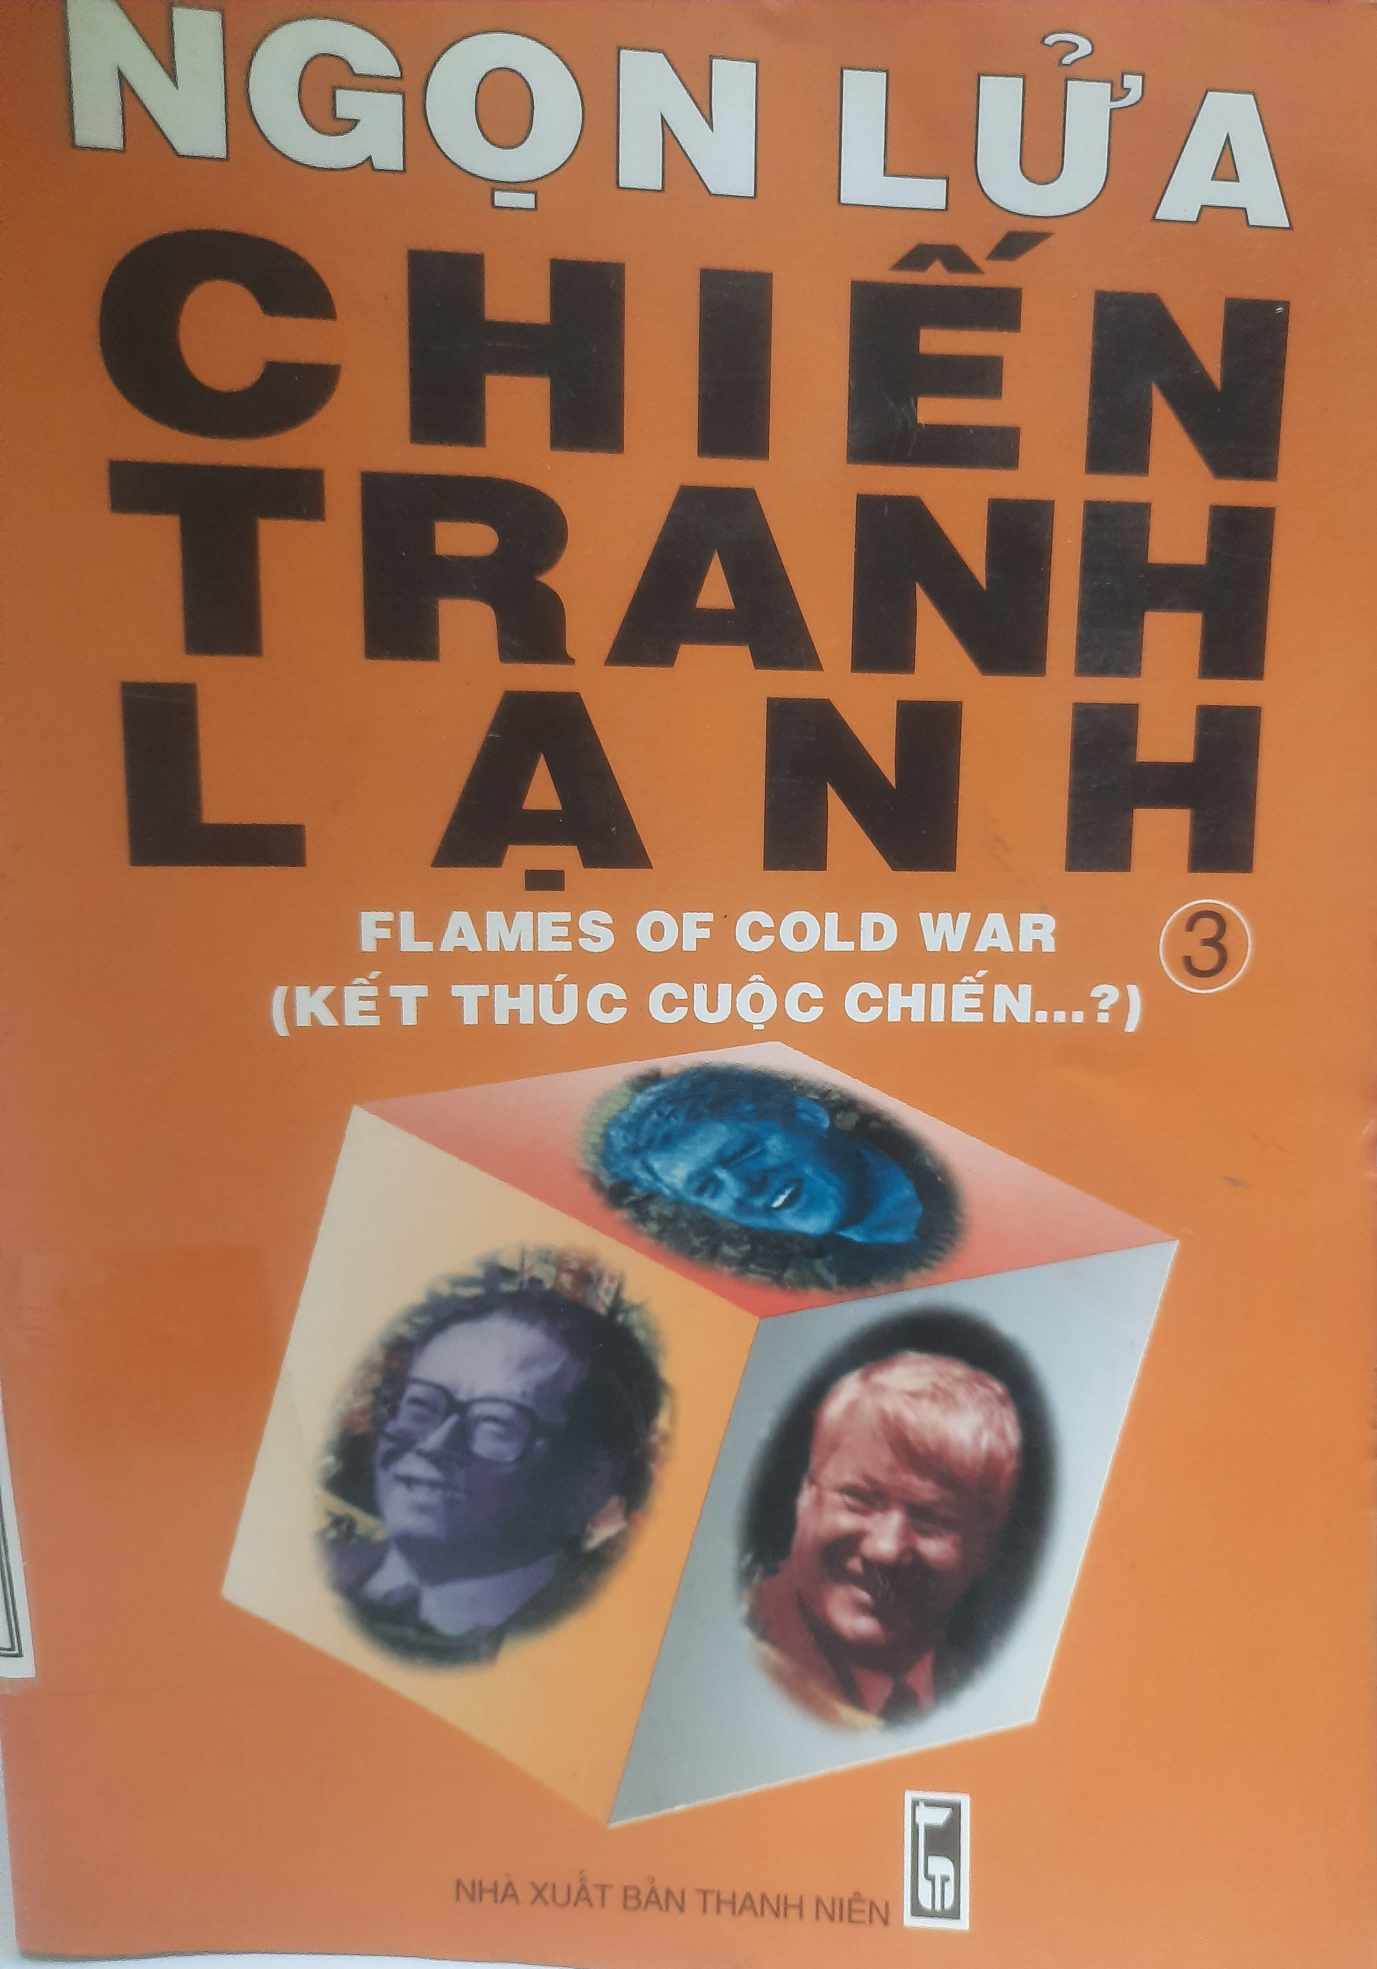 NGỌN LỬA
CHIẾN
TRANH
LẠNH
FLAMES OF COLD WAR
3
(KẾT THÚC CUỘC CHIẾN...?)
NHÀ XUẤT BẢN THANH NIÊN